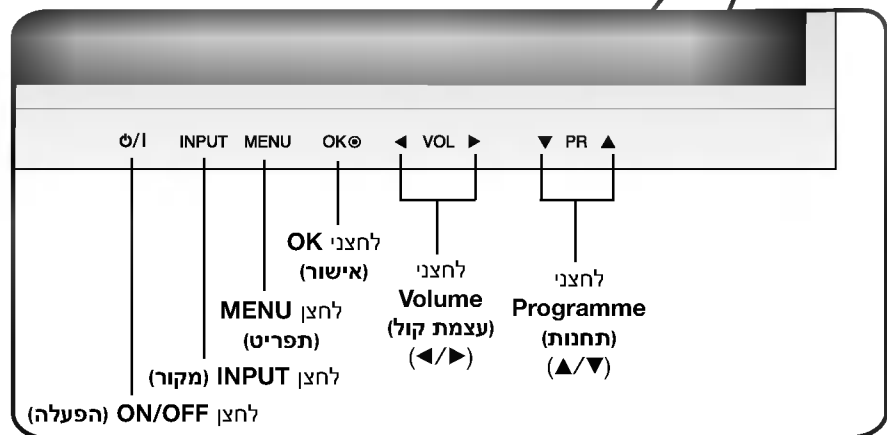 ⏻/I INPUT MENU OK◉ ◀ VOL ▶ ▼ PR ▲
לחצני OK
(אישור)
לחצני
Volume
(עצמת קול)
(◀/▶)
לחצני
Programme
(תחנות)
(▲/▼)
לחצן MENU
(תפריט)
לחצן INPUT (מקור)
לחצן ON/OFF (הפעלה)